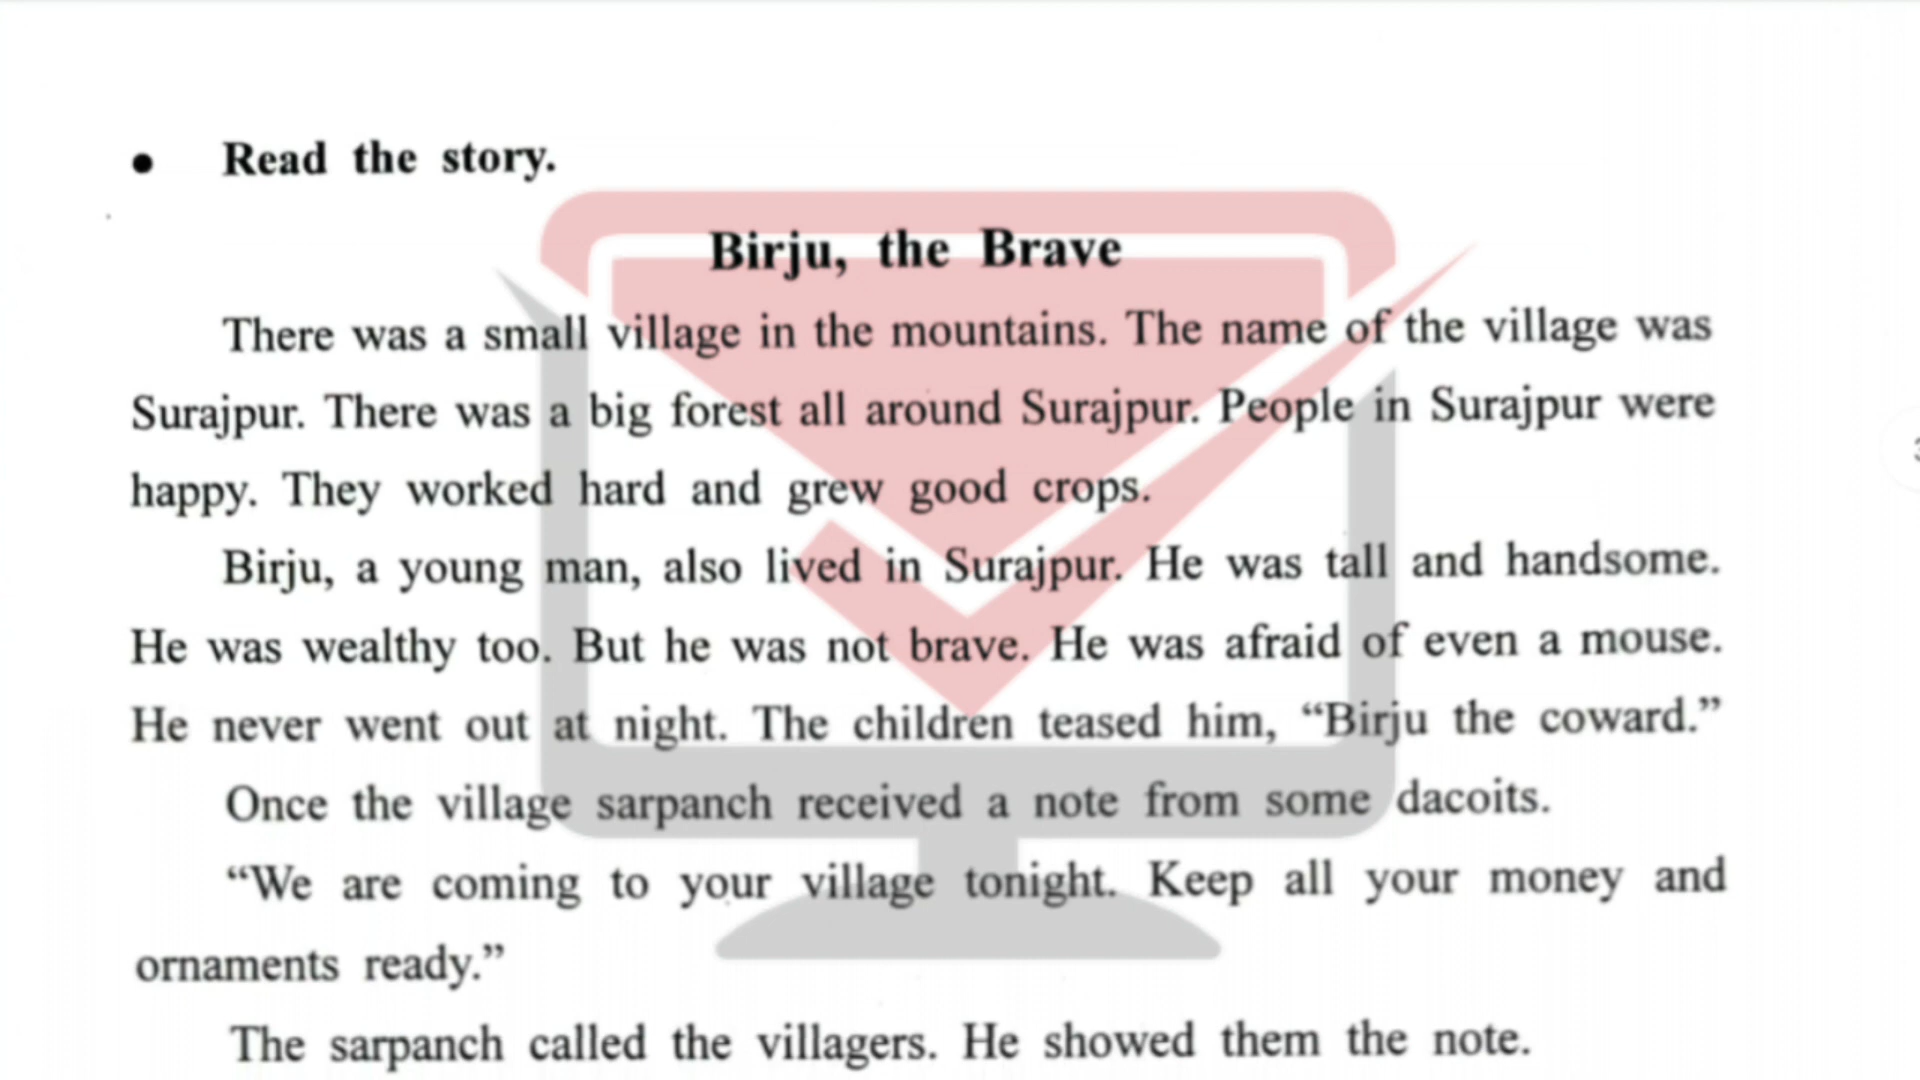 • Read the story.
Birju, the Brave
There was a small village in the mountains. The name of the village was
Surajpur. There was a big forest all around Surajpur. People in Surajpur were
happy. They worked hard and grew good crops.
Birju, a young man, also lived in Surajpur. He was tall and handsome.
He was wealthy too. But he was not brave. He was afraid of even a mouse.
He never went out at night. The children teased him, “Birju the coward.”
Once the village sarpanch received a note from some dacoits.
“We are coming to your village tonight. Keep all your money and
ornaments ready.”
The sarpanch called the villagers. He showed them the note.